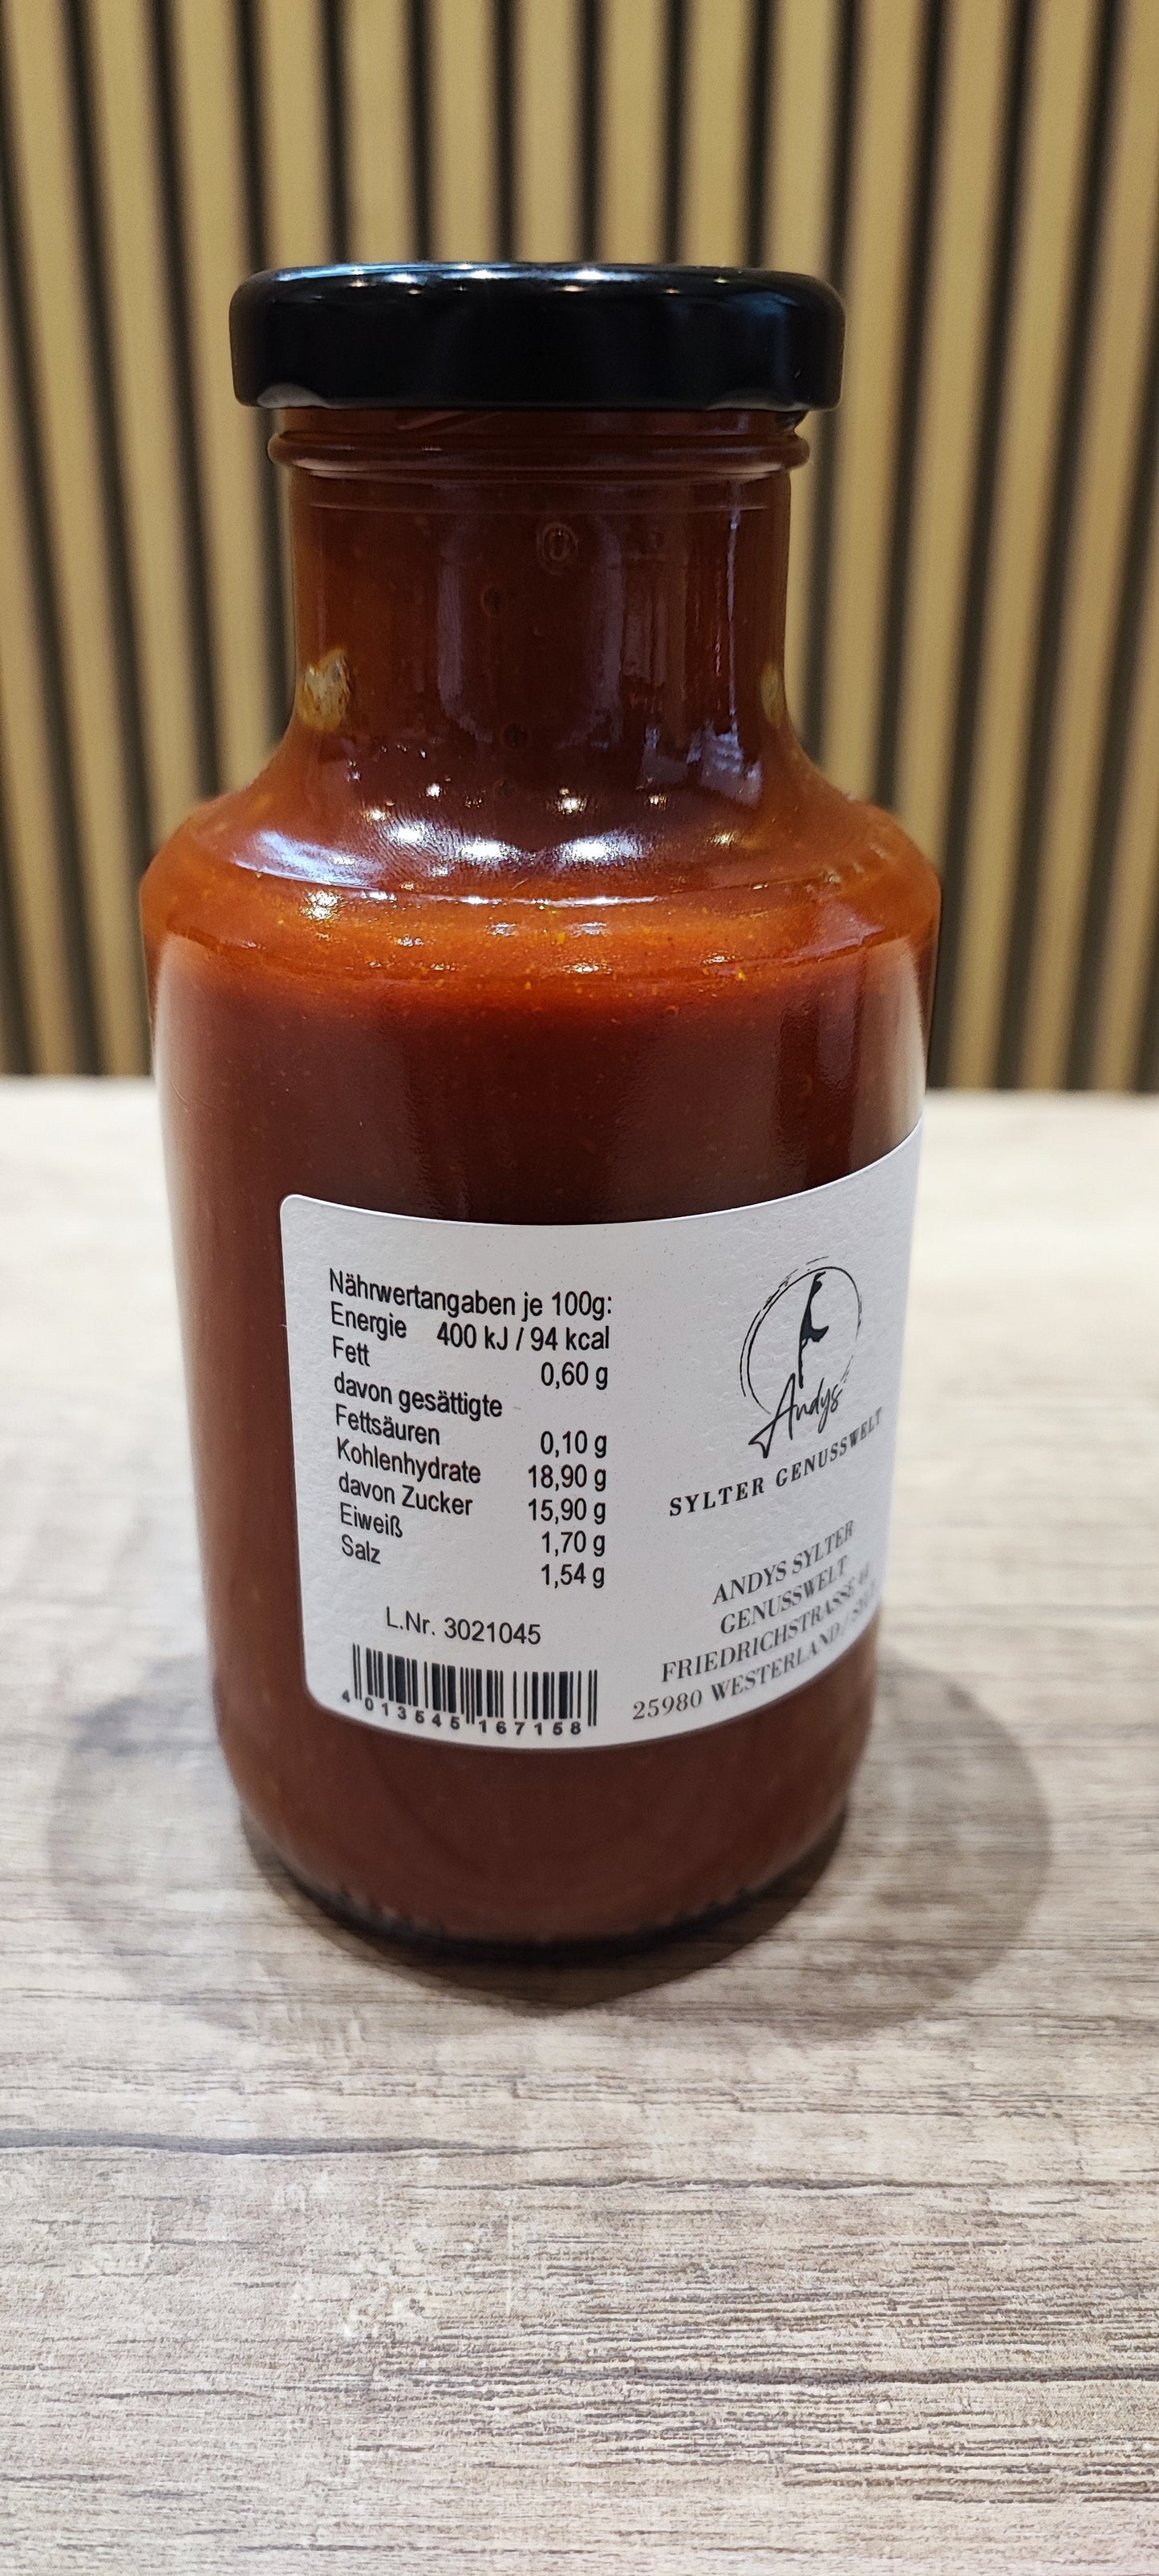 Nährwertangaben je 100g:
Energie 400 kJ / 94 kcal
Fett 0,60 g
davon gesättigte
Fettsäuren 0,10 g
Kohlenhydrate 18,90 g
davon Zucker 15,90 g
Eiweiß 1,70 g
Salz 1,54 g
L.Nr. 3021045
4 013545 167158
Andys
SYLTER GENUSSWELT
ANDYS SYLTER
GENUSSWELT
FRIEDRICHSTRASSE
25980 WESTERLAND /